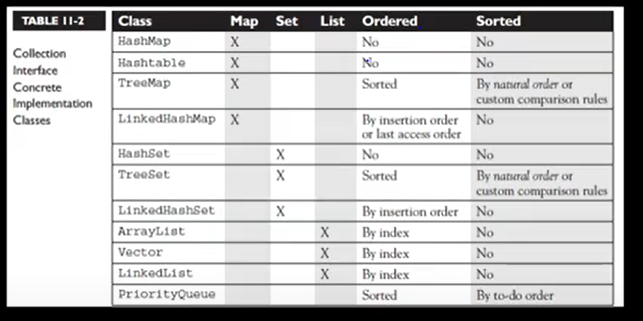 TABLE 11-2
Collection
Interface
Concrete
Implementation
Classes
Class Map Set List Ordered Sorted
HashMap X No No
Hashtable X No No
TreeMap X Sorted By natural order or
custom comparison rules
LinkedHashMap X By insertion order No
or last access order
HashSet X No No
TreeSet X Sorted By natural order or
custom comparison rules
LinkedHashSet X By insertion order No
ArrayList X By index No
Vector X By index No
LinkedList X By index No
PriorityQueue Sorted By to-do order